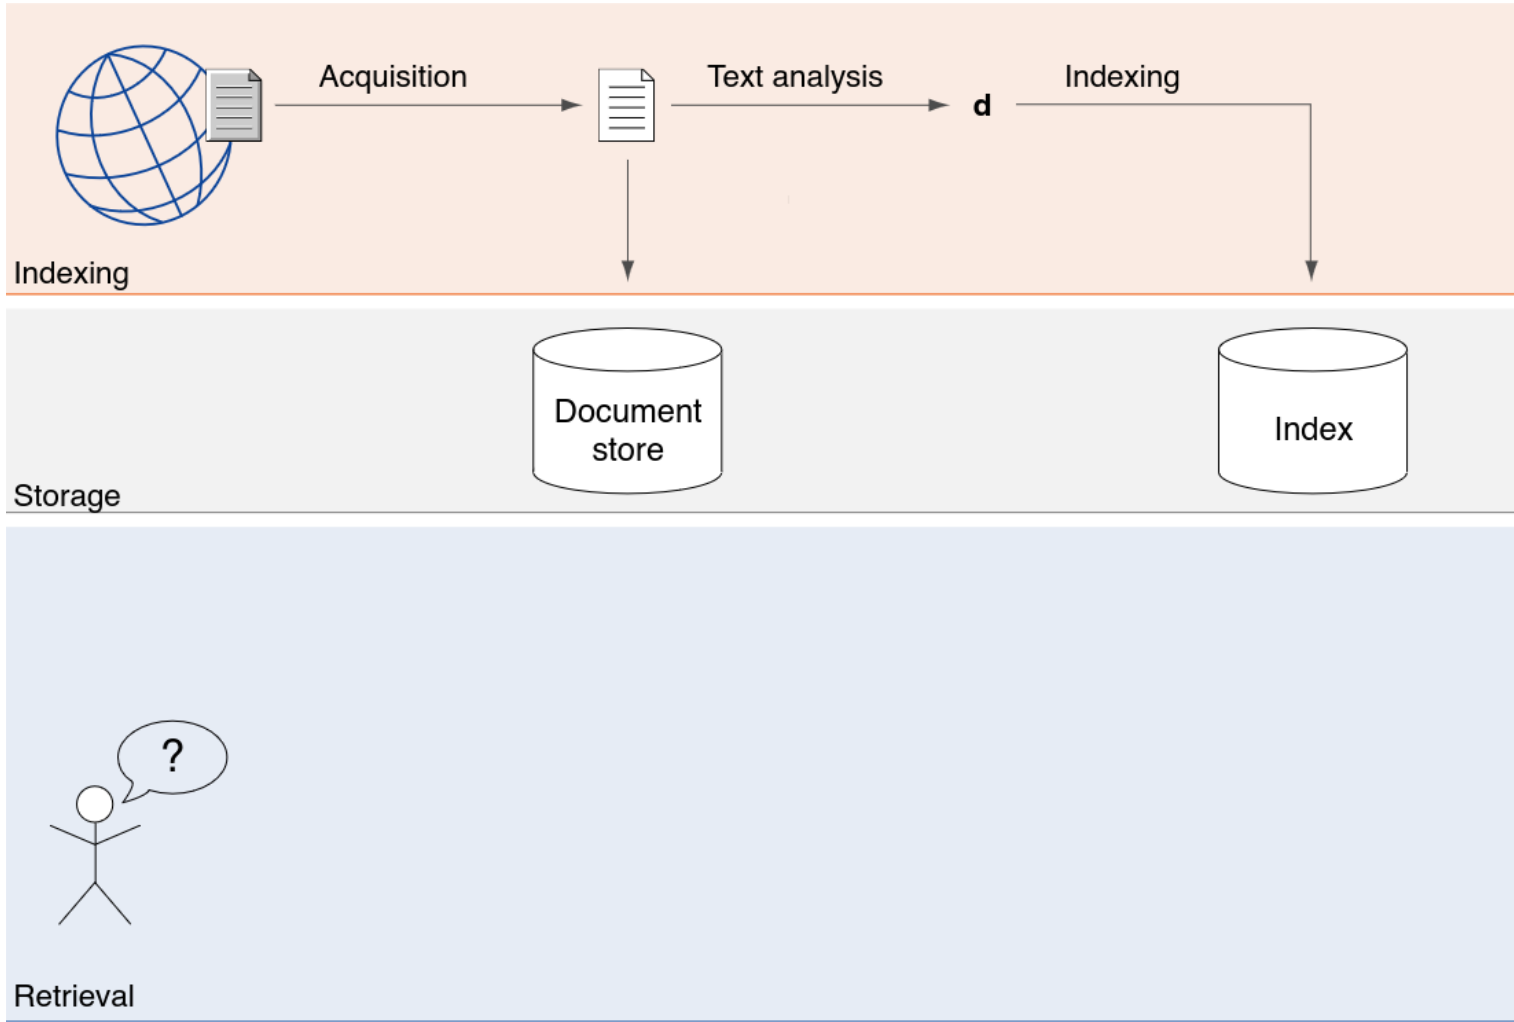 Acquisition
Text analysis
d
Indexing
Indexing
Document
store
Index
Storage
?
Retrieval